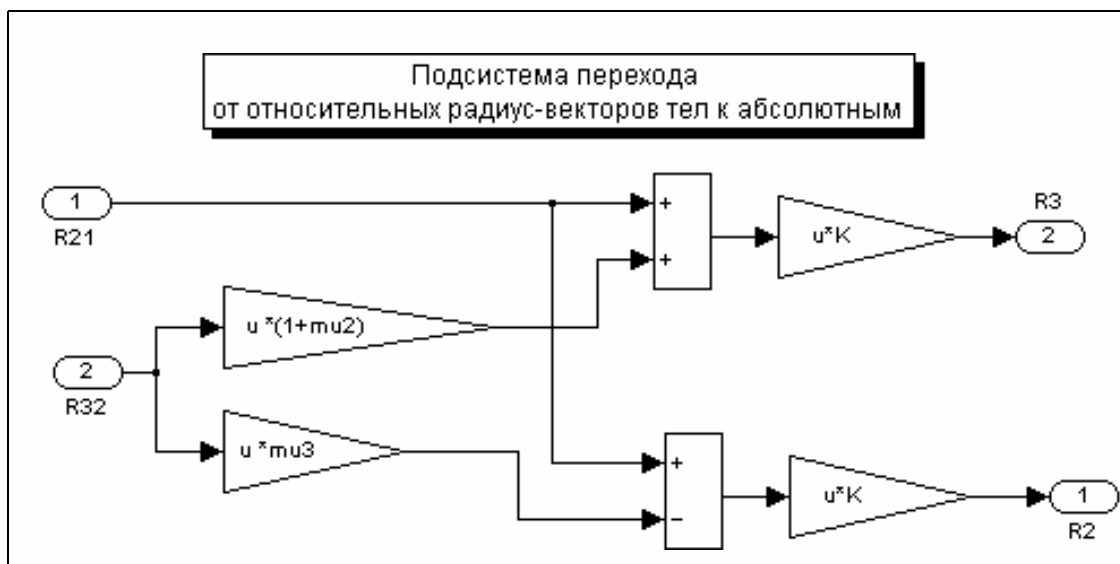 Подсистема перехода
от относительных радиус-векторов тел к абсолютным
1
R21
+
+
u*K
R3
2
u *(1+mu2)
2
R32
u *mu3
+
−
u*K
1
R2